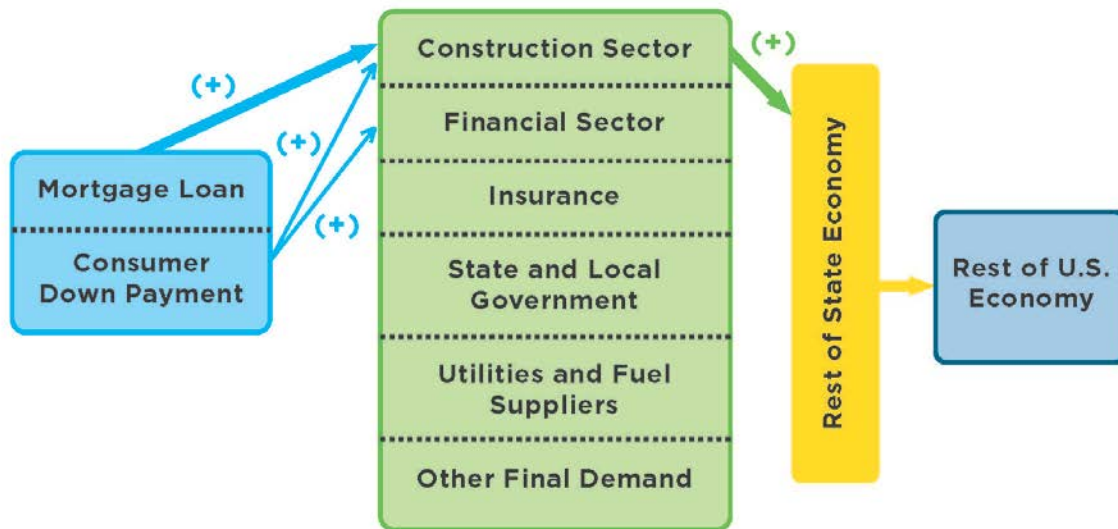 (+)
(+)
(+)
Mortgage Loan
Consumer
Down Payment
Construction Sector
Financial Sector
Insurance
State and Local
Government
Utilities and Fuel
Suppliers
Other Final Demand
(+)
Rest of State Economy
Rest of U.S.
Economy